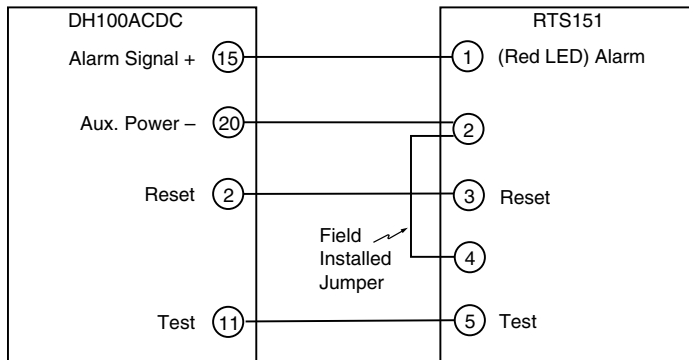 DH100ACDC
RTS151
Alarm Signal + 15
1 (Red LED) Alarm
Aux. Power – 20
2
Reset 2
3 Reset
Field
Installed
Jumper
4
Test 11
5 Test